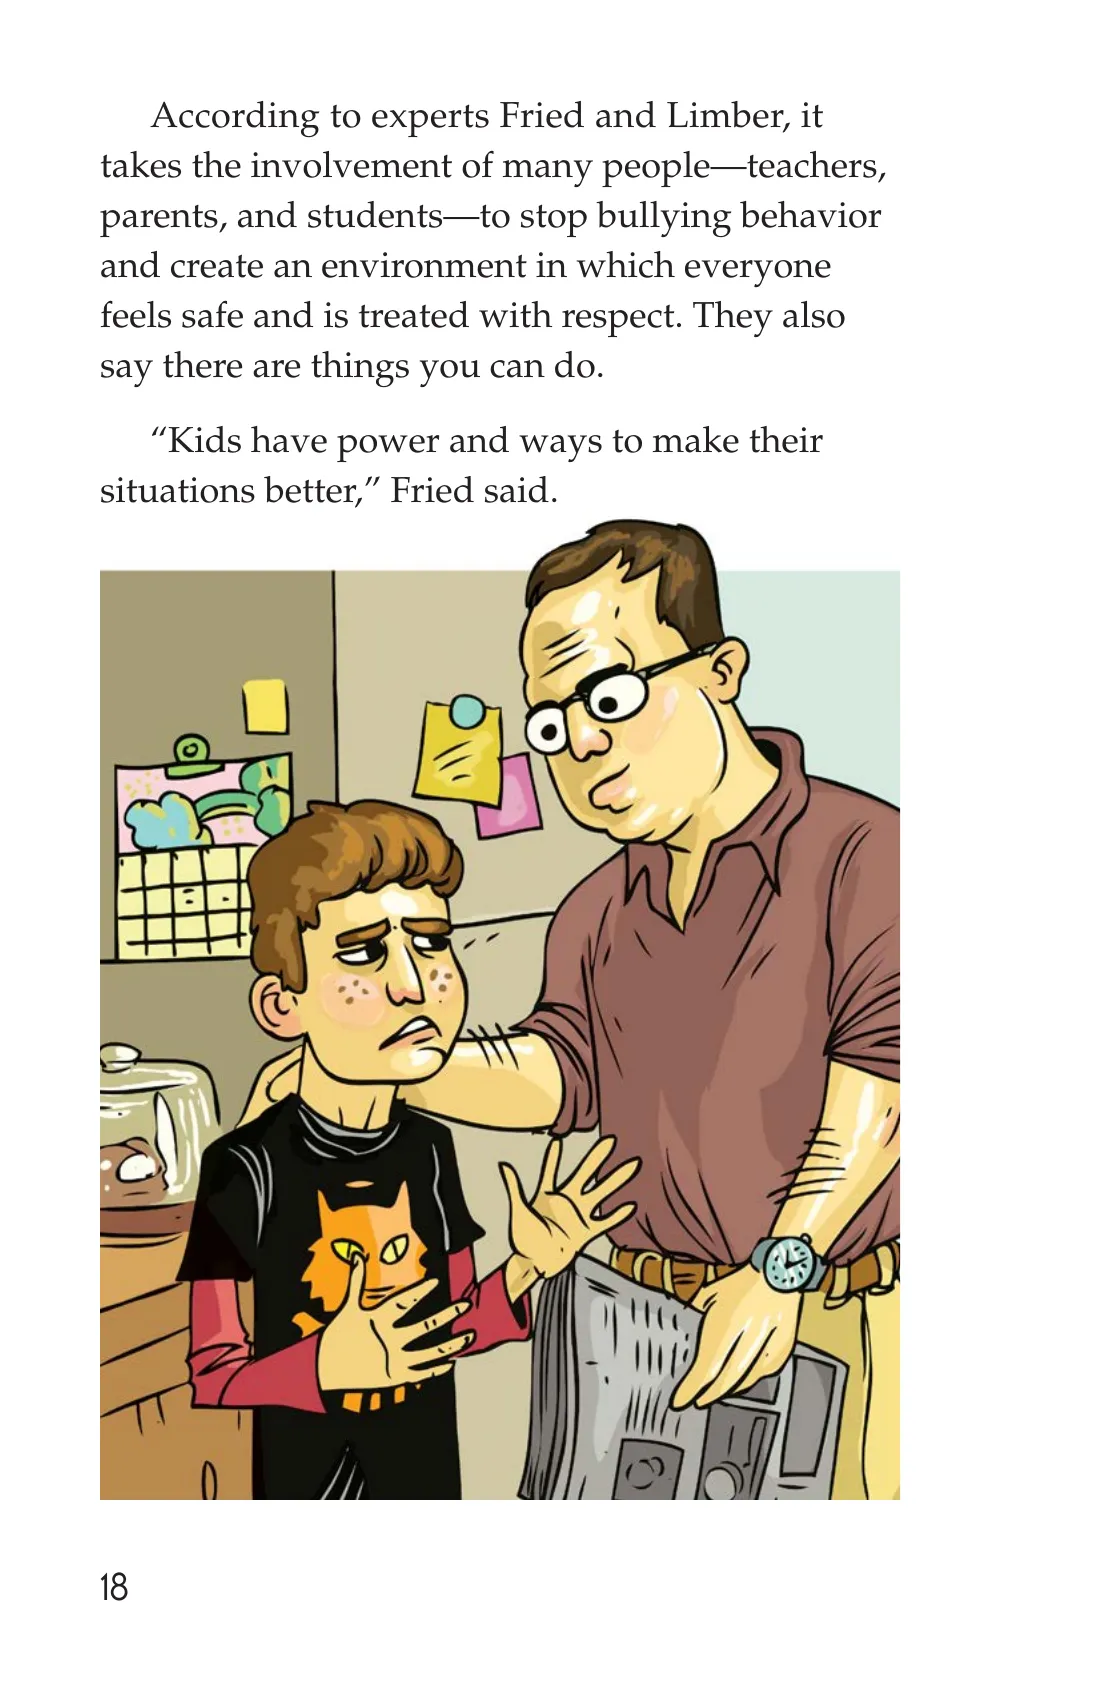 According to experts Fried and Limber, it
takes the involvement of many people—teachers,
parents, and students—to stop bullying behavior
and create an environment in which everyone
feels safe and is treated with respect. They also
say there are things you can do.
“Kids have power and ways to make their
situations better,” Fried said.
18